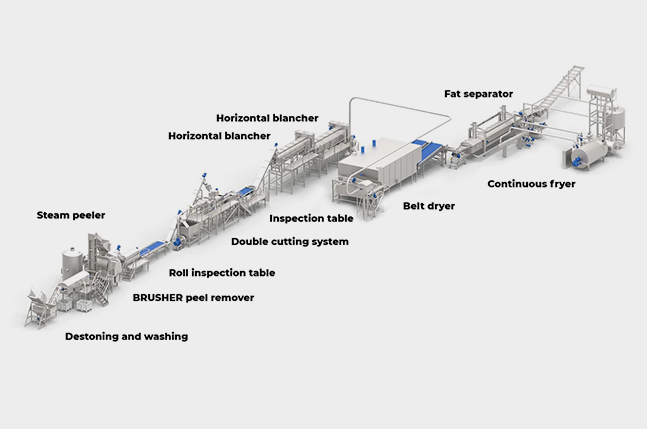 Fat separator
Horizontal blancher
Horizontal blancher
Continuous fryer
Belt dryer
Steam peeler
Inspection table
Double cutting system
Roll inspection table
BRUSHER peel remover
Destoning and washing